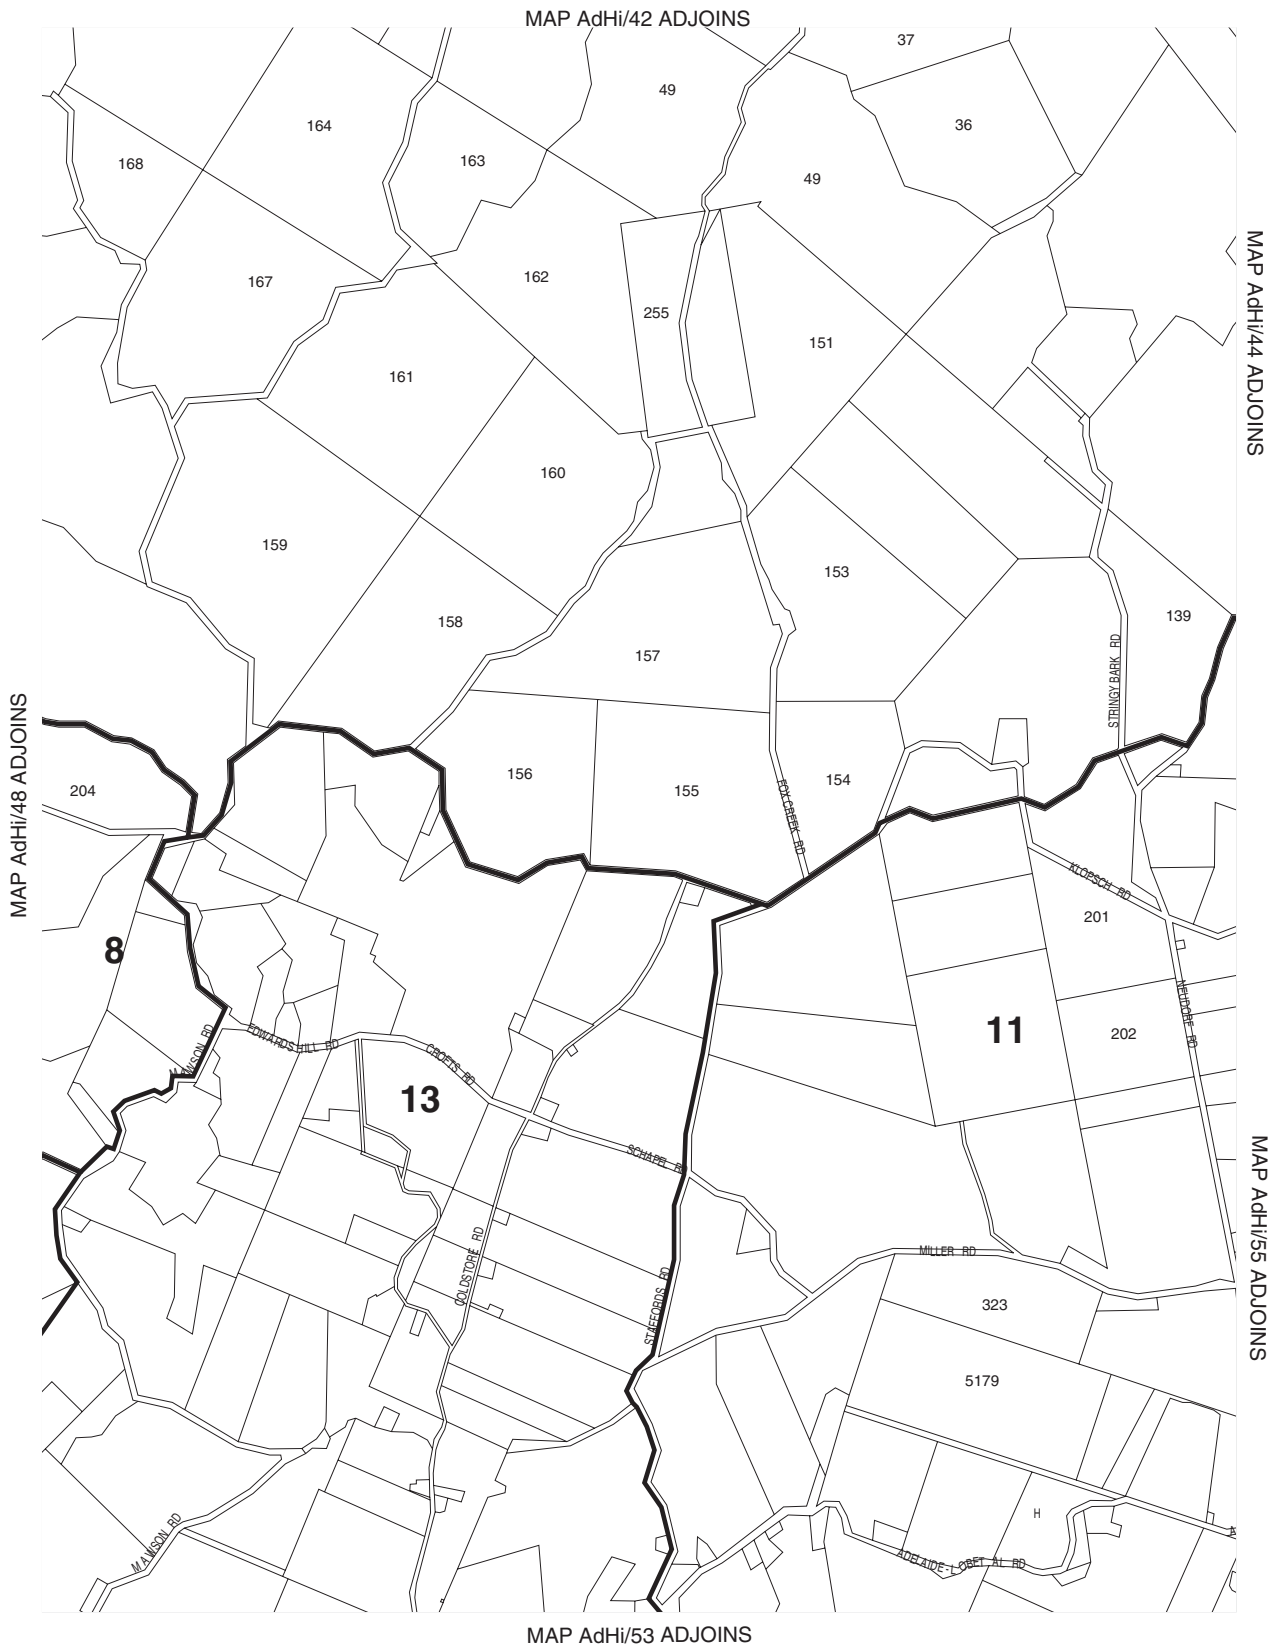 MAP AdHi/42 ADJOINS
37
49
36
164
168
163
49
MAP AdHi/44 ADJOINS
167
162
255
151
161
160
159
153
158
139
157
STRINGY BARK RD
MAP AdHi/48 ADJOINS
156
154
204
155
FOX CREEK RD
KLOPSCH RD
201
8
NEUDORF RD
11
202
MAWSON RD
EDWARDS HILL RD
CROFTS RD
13
SCHAPEL RD
MAP AdHi/55 ADJOINS
COLDSTORE RD
MILLER RD
STAFFORDS RD
323
5179
H
MAWSON RD
ADELAIDE-LOBETHAL RD
MAP AdHi/53 ADJOINS